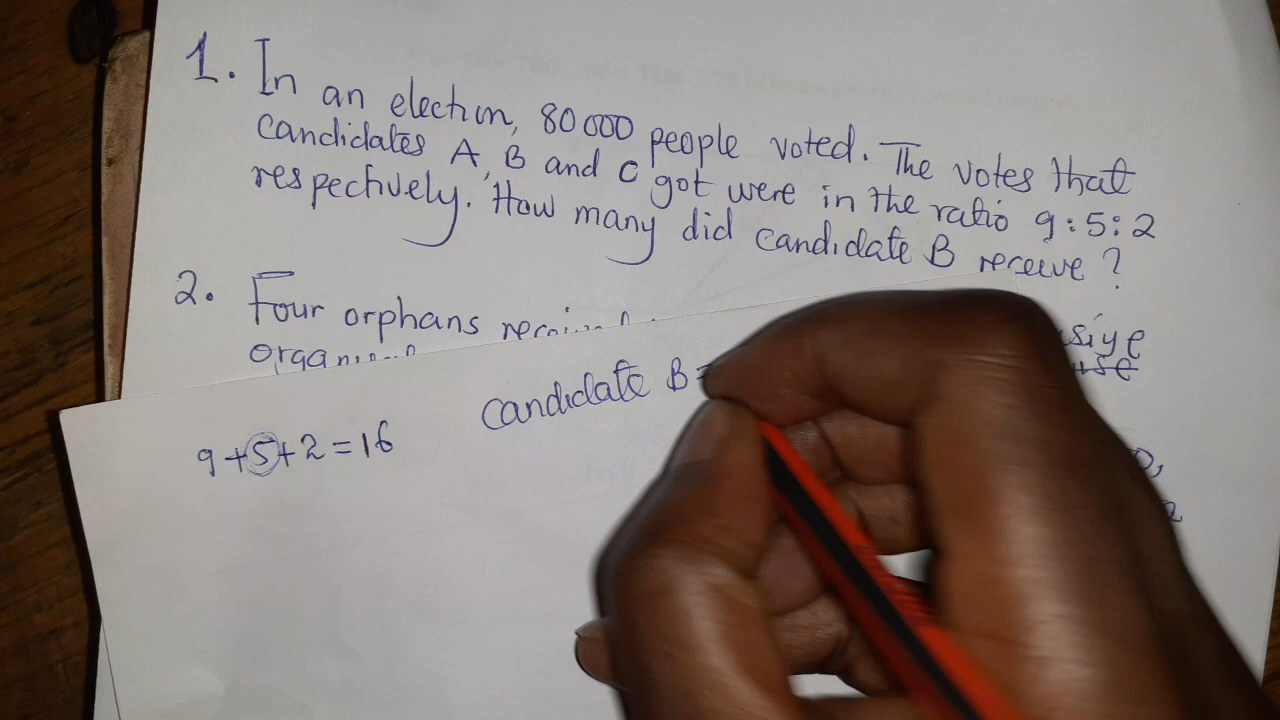 1. In an election, 80 000 people voted. The votes that
candidates A, B and C got were in the ratio 9:5:2
respectively. How many did candidate B receive?
2. Four orphans
9+5+2=16
candidate B=